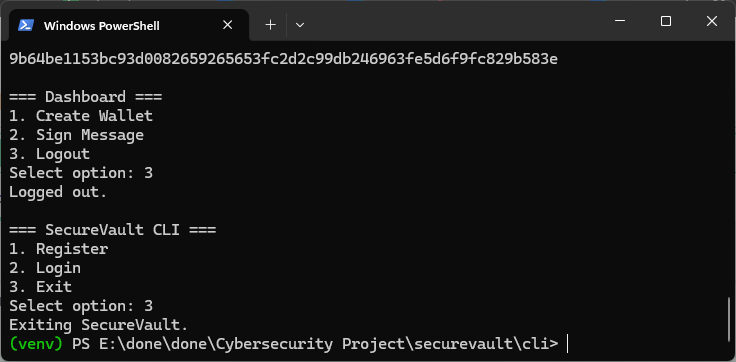 Windows PowerShell
9b64be1153bc93d0082659265653fc2d2c99db246963fe5d6f9fc829b583e
=== Dashboard ===
1. Create Wallet
2. Sign Message
3. Logout
Select option: 3
Logged out.
=== SecureVault CLI ===
1. Register
2. Login
3. Exit
Select option: 3
Exiting SecureVault.
(venv) PS E:\done\done\Cybersecurity Project\securevault\cli>